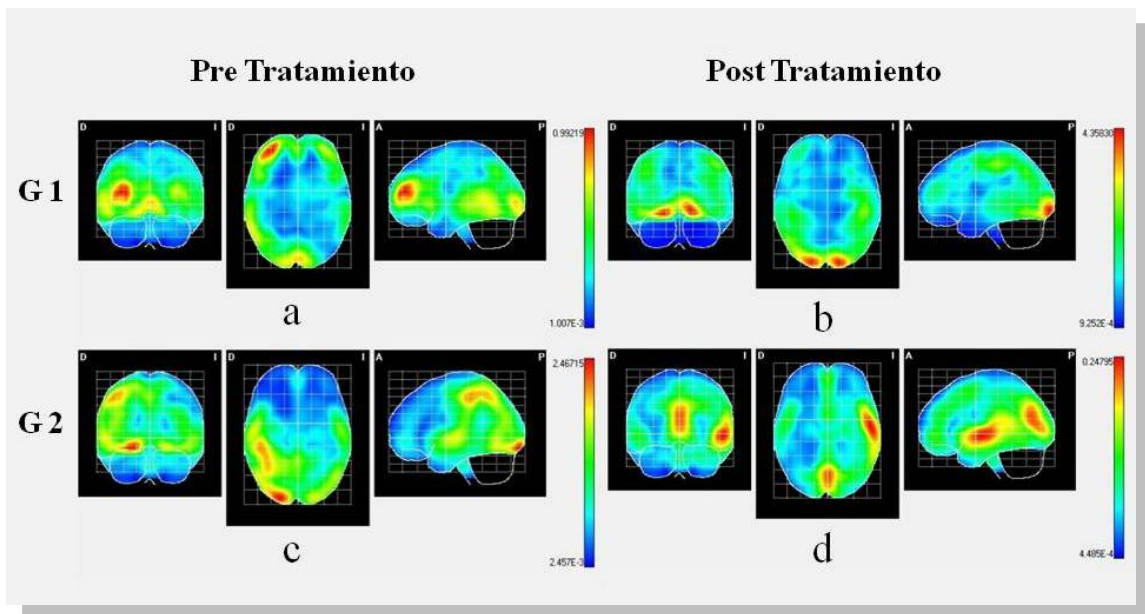 Pre Tratamiento Post Tratamiento
G 1
D I D I A P 0.99219 D I D I A P 4.35830
1.007E-3 9.252E-4
a b
G 2
D I D I A P 2.46715 D I D I A P 0.24795
2.457E-3 4.485E-4
c d